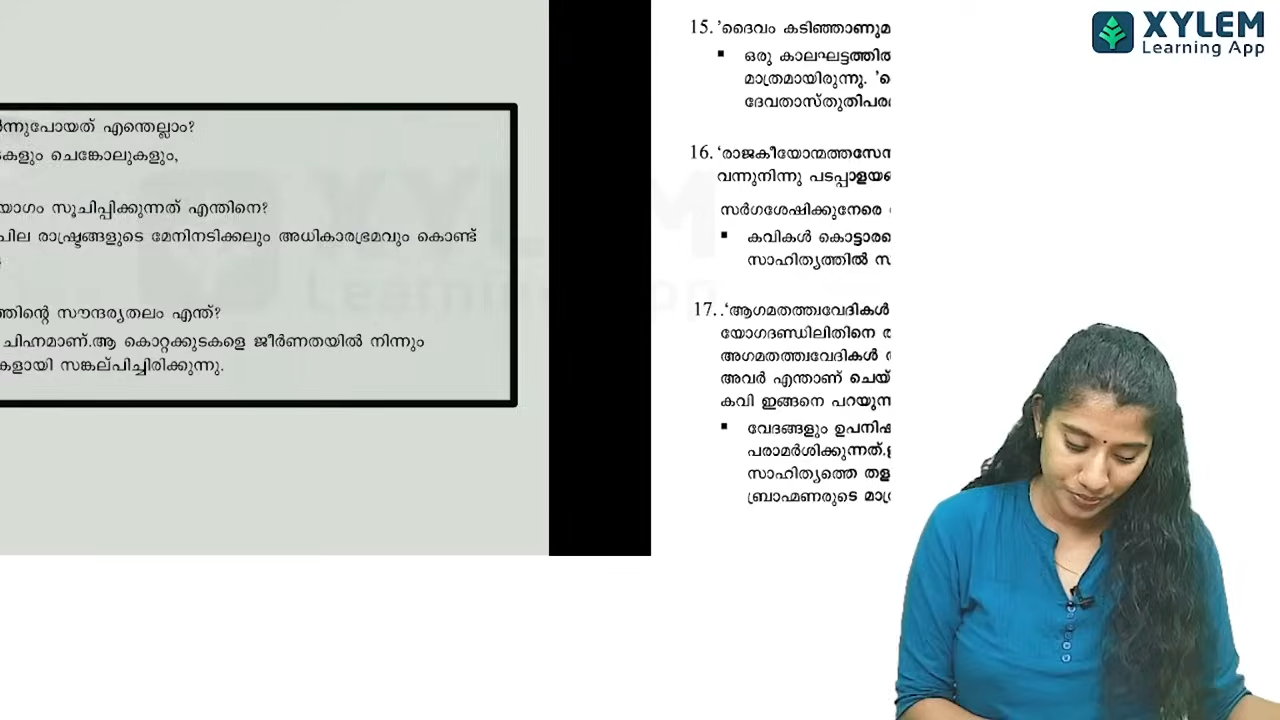 ന്നുപോയത് എന്തെല്ലാം?
കളും ചെങ്കോലുകളും,
യോഗം സൂചിപ്പിക്കുന്നത് എന്തിനെ?
ചില രാഷ്ട്രങ്ങളുടെ മേനിനടിക്കലും അധികാരഭ്രമവും കൊണ്ട്
ത്തിന്റെ സൗന്ദര്യതലം എന്ത്?
ചിഹ്നമാണ്.ആ കൊറ്റക്കുടകളെ ജീർണതയിൽ നിന്നും
കളായി സങ്കല്പിച്ചിരിക്കുന്നു.
15. 'ദൈവം കടിഞ്ഞാണുമ
▪ ഒരു കാലഘട്ടത്തിൽ
മാത്രമായിരുന്നു. 'ദ
ദേവതാസ്തുതിപര
16. 'രാജകീയോന്മത്തസേന
വന്നുനിന്നു പടപ്പാളയ
സർഗശേഷിക്കുനേരെ
▪ കവികൾ കൊട്ടാര
സാഹിത്യത്തിൽ സ
17. .'ആഗമതത്ത്വവേദികൾ
യോഗദണ്ഡിലിതിനെ ത
അഗമതത്ത്വവേദികൾ
അവർ എന്താണ് ചെയ്
കവി ഇങ്ങനെ പറയുന്ന
▪ വേദങ്ങളും ഉപനിഷ
പരാമർശിക്കുന്നത്.
സാഹിത്യത്തെ തള
ബ്രാഹ്മണരുടെ മാത്ര
XYLEM
Learning App
XYLEM
Learning App